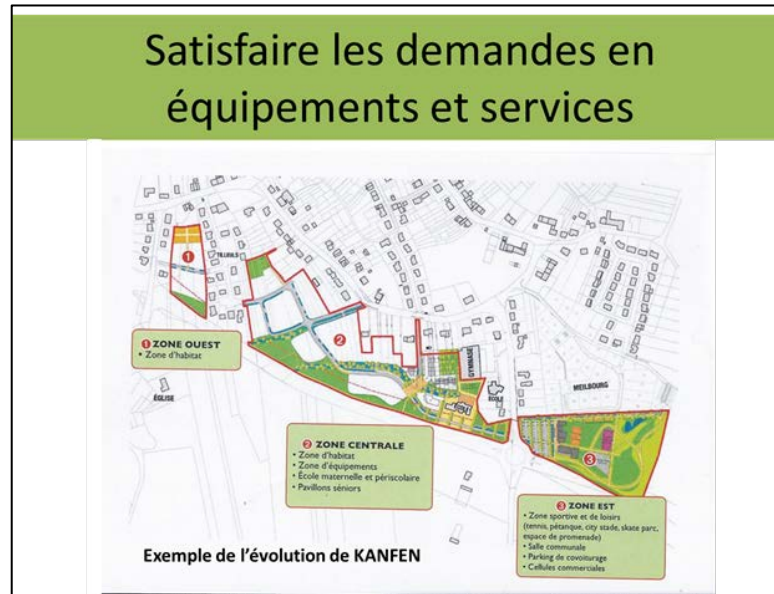 Satisfaire les demandes en
équipements et services
1
TILLEULS
1 ZONE OUEST
• Zone d'habitat
ÉGLISE
2
GYMNASE
ÉCOLE
MEILBOURG
2 ZONE CENTRALE
• Zone d'habitat
• Zone d'équipements
• École maternelle et périscolaire
• Pavillons séniors
3
3 ZONE EST
• Zone sportive et de loisirs
(tennis, pétanque, city stade, skate parc,
espace de promenade)
• Salle communale
• Parking de covoiturage
• Cellules commerciales
Exemple de l'évolution de KANFEN